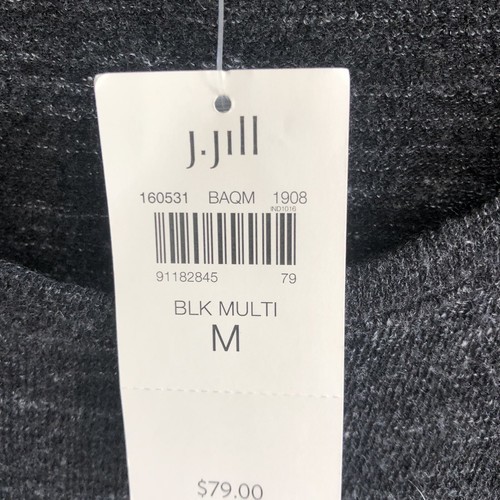 J.Jill
160531 BAQM 1908
IND1016
91182845 79
BLK MULTI
M
$79.00